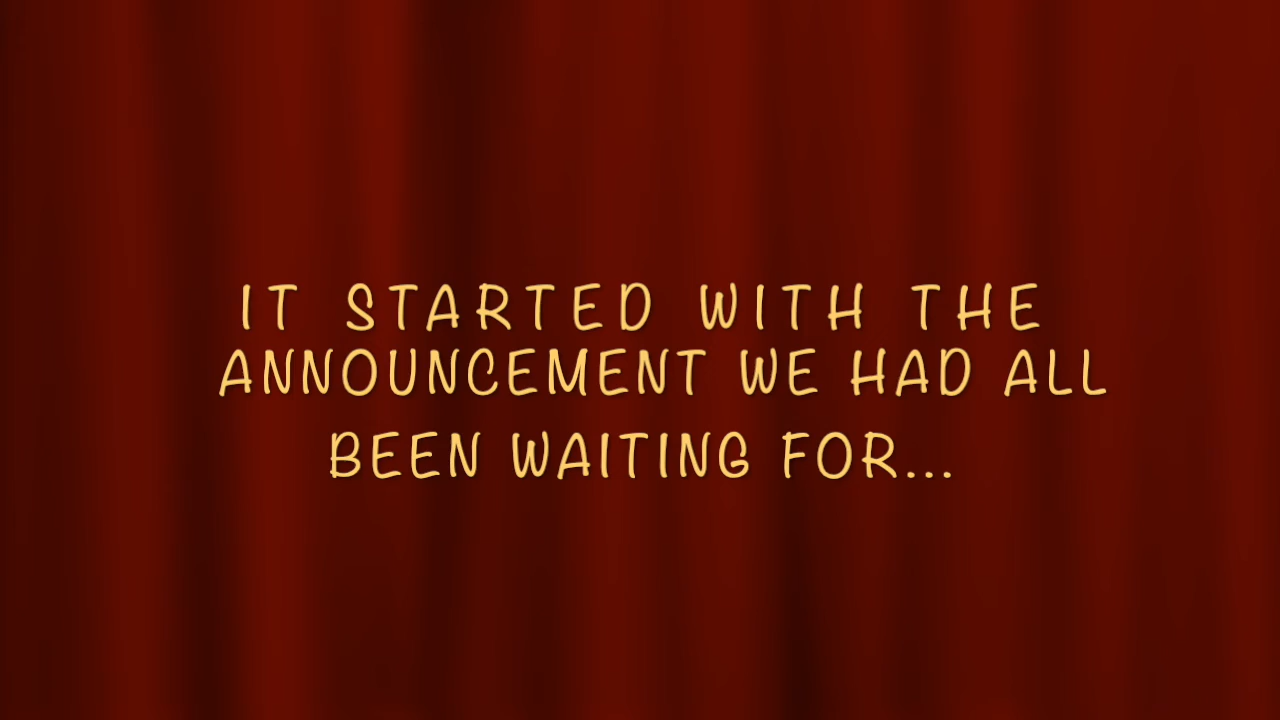 IT STARTED WITH THE
ANNOUNCEMENT WE HAD ALL
BEEN WAITING FOR...